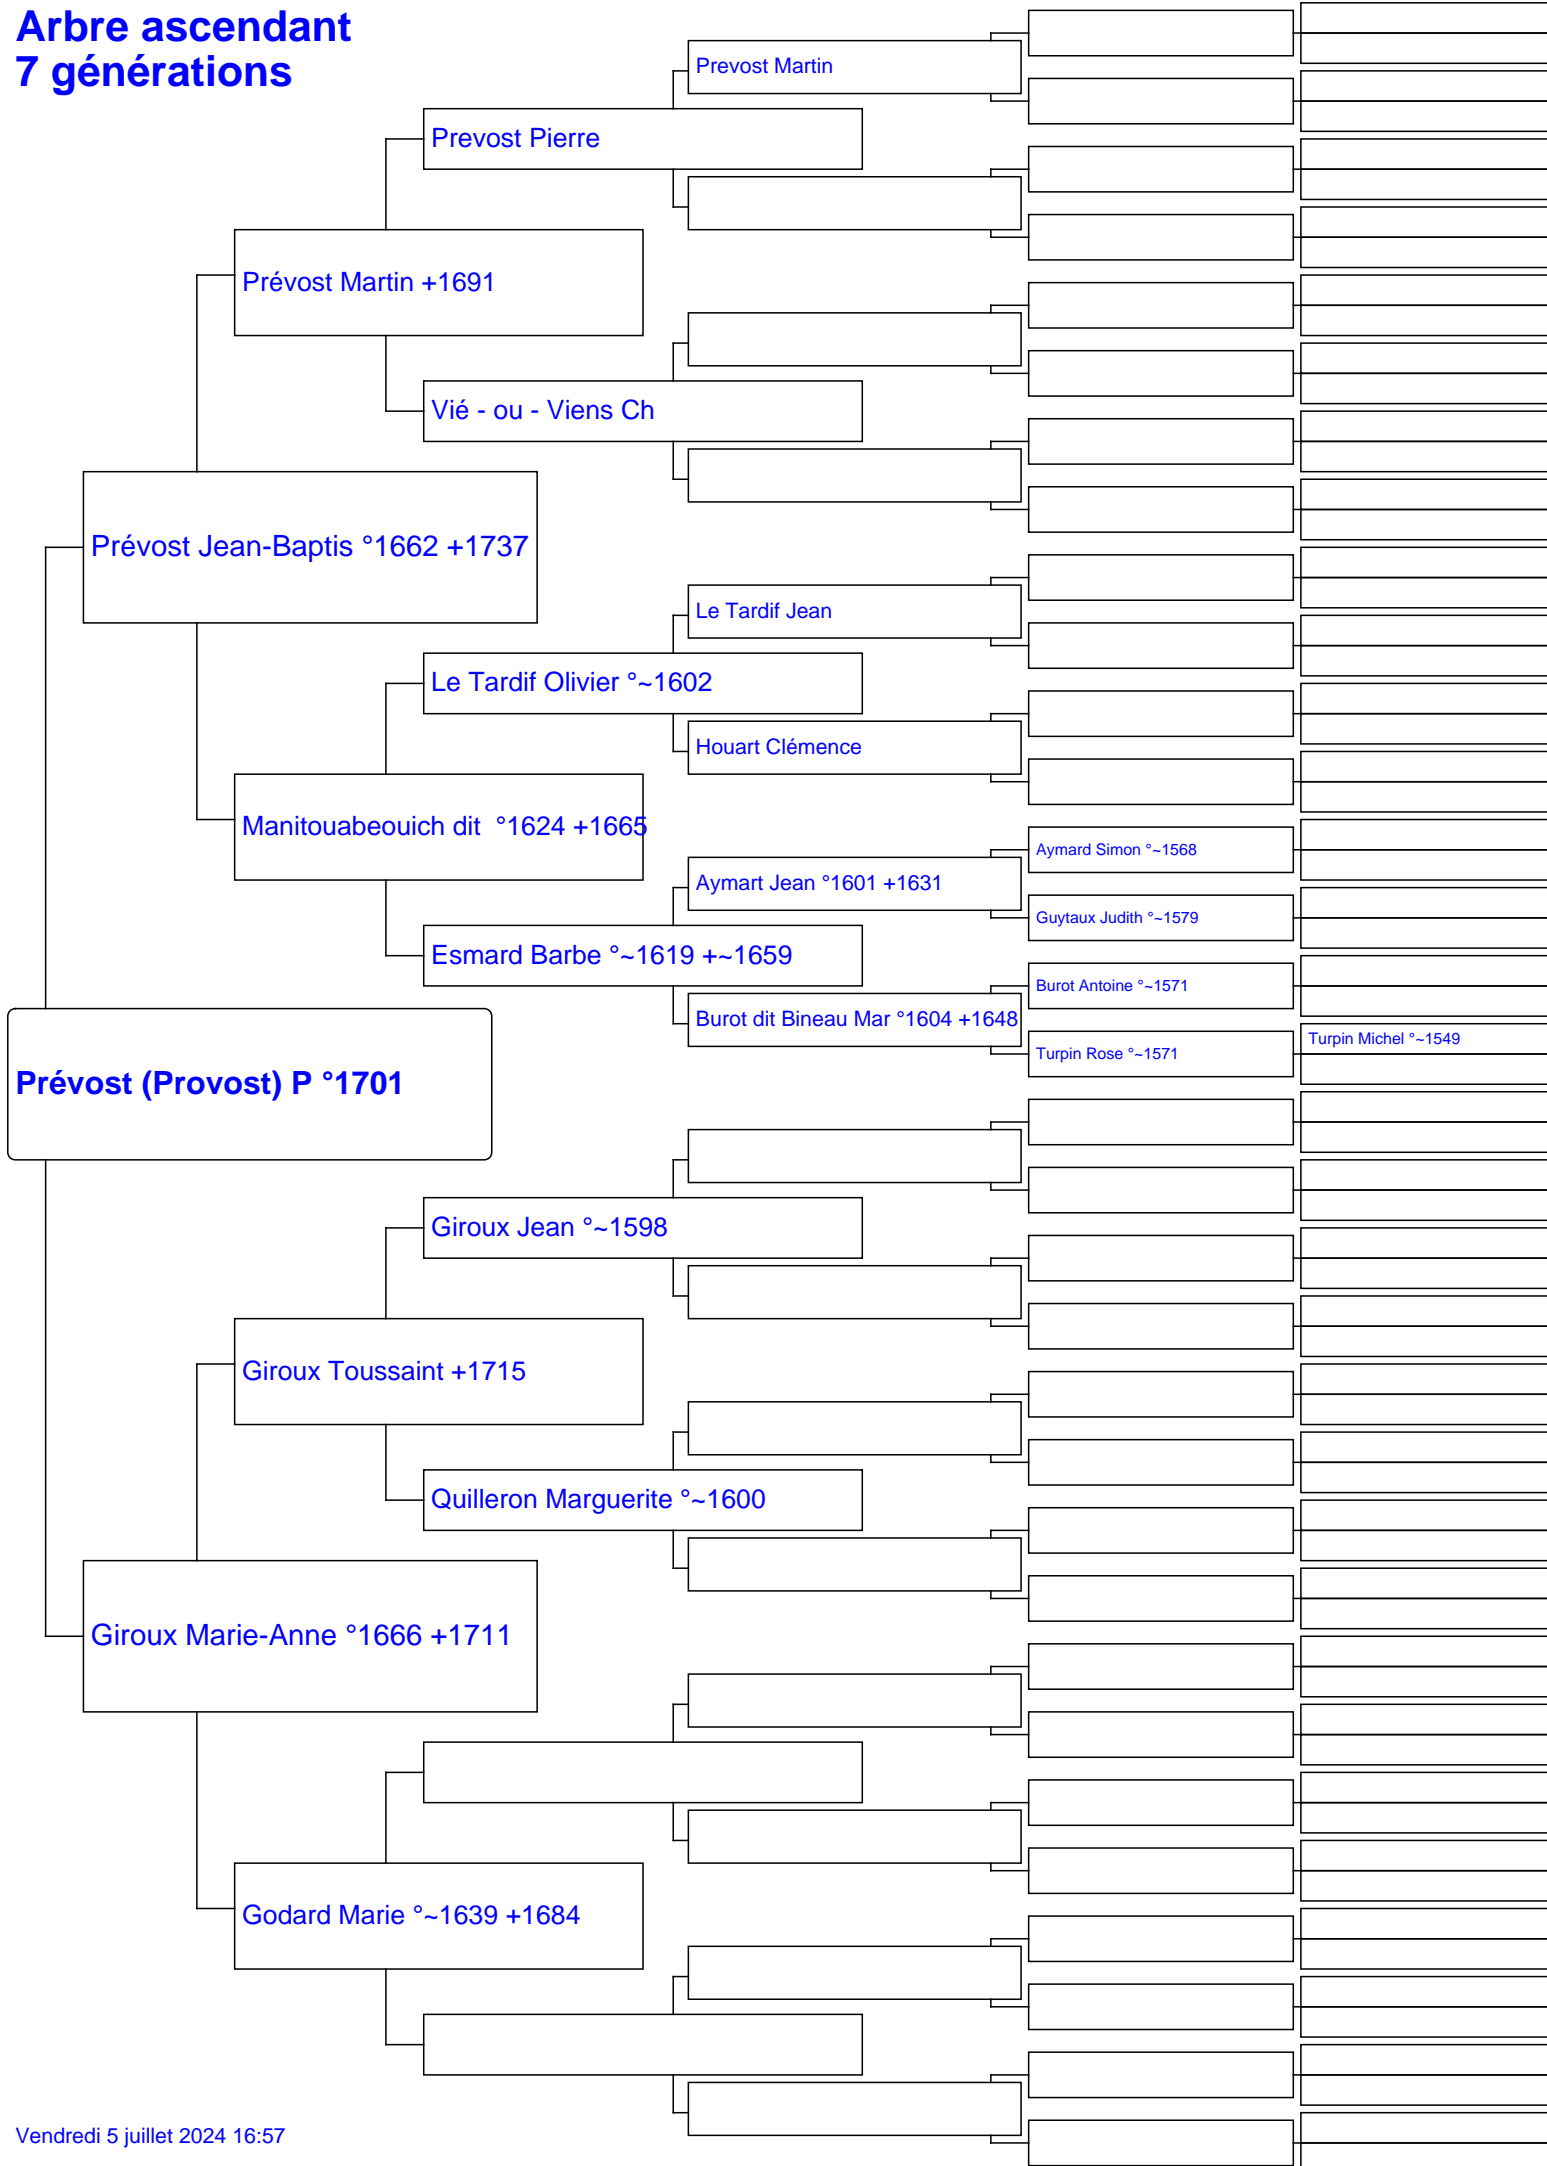 Arbre ascendant
7 générations
Prevost Martin
Prevost Pierre
Prévost Martin +1691
Vié - ou - Viens Ch
Prévost Jean-Baptis °1662 +1737
Le Tardif Jean
Le Tardif Olivier °~1602
Houart Clémence
Manitouabeouich dit  °1624 +1665
Aymard Simon °~1568
Aymart Jean °1601 +1631
Guytaux Judith °~1579
Esmard Barbe °~1619 +~1659
Burot Antoine °~1571
Burot dit Bineau Mar °1604 +1648
Turpin Michel °~1549
Turpin Rose °~1571
Prévost (Provost) P °1701
Giroux Jean °~1598
Giroux Toussaint +1715
Quilleron Marguerite °~1600
Giroux Marie-Anne °1666 +1711
Godard Marie °~1639 +1684
Vendredi 5 juillet 2024 16:57